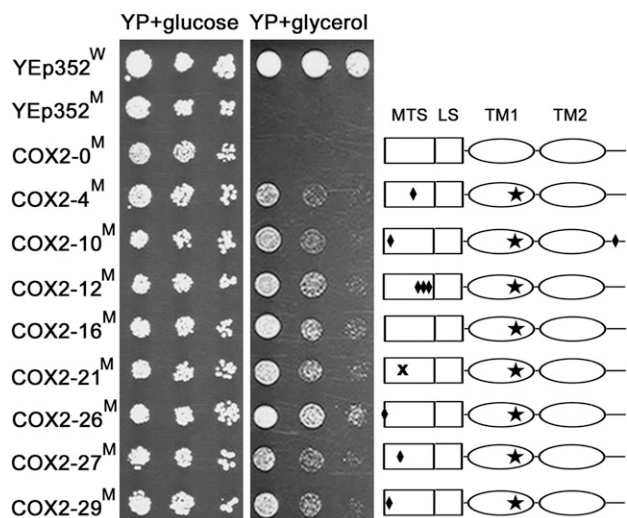 YP+glucose YP+glycerol
YEp352W
YEp352M
MTS LS TM1 TM2
COX2-0M
COX2-4M
COX2-10M
COX2-12M
COX2-16M
COX2-21M
x
COX2-26M
COX2-27M
COX2-29M